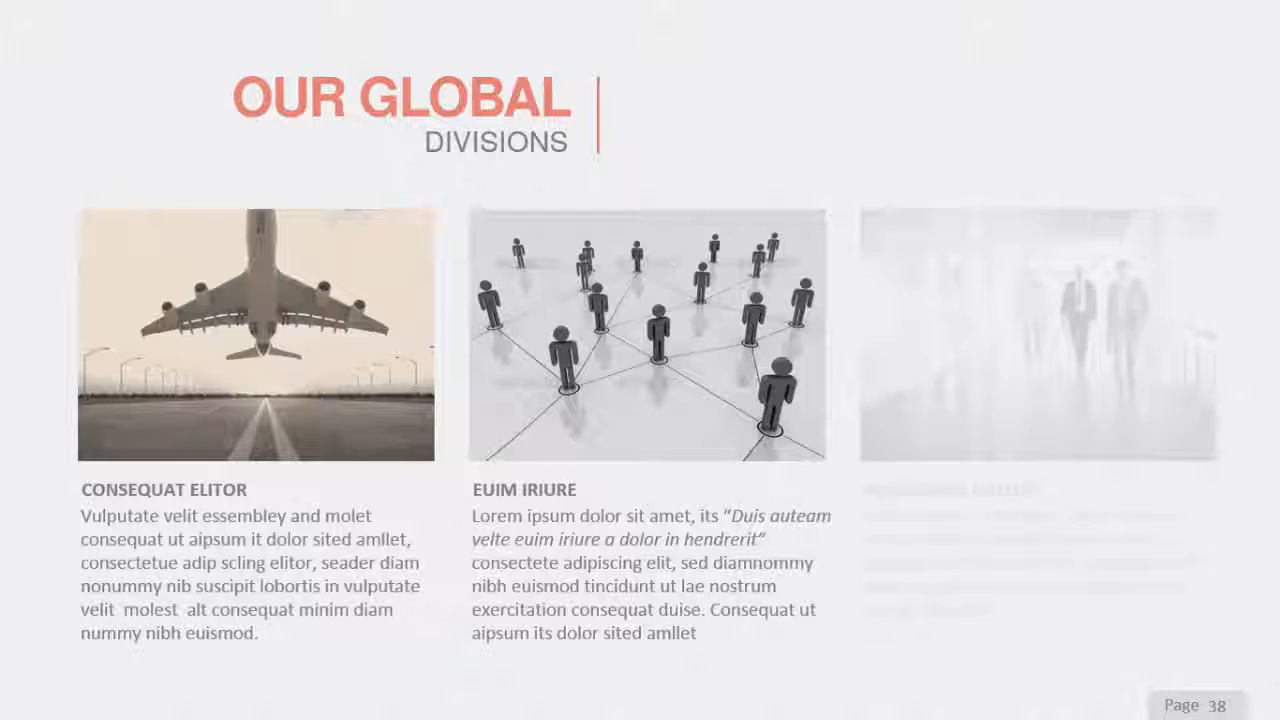 OUR GLOBAL
DIVISIONS
CONSEQUAT ELITOR
Vulputate velit essembley and molet
consequat ut aipsum it dolor sited amllet,
consectetue adip scling elitor, seader diam
nonummy nib suscipit lobortis in vulputate
velit  molest  alt consequat minim diam
nummy nibh euismod.
EUIM IRIURE
Lorem ipsum dolor sit amet, its “Duis auteam
velte euim iriure a dolor in hendrerit”
consectete adipiscing elit, sed diamnommy
nibh euismod tincidunt ut lae nostrum
exercitation consequat duise. Consequat ut
aipsum its dolor sited amllet
Page 38